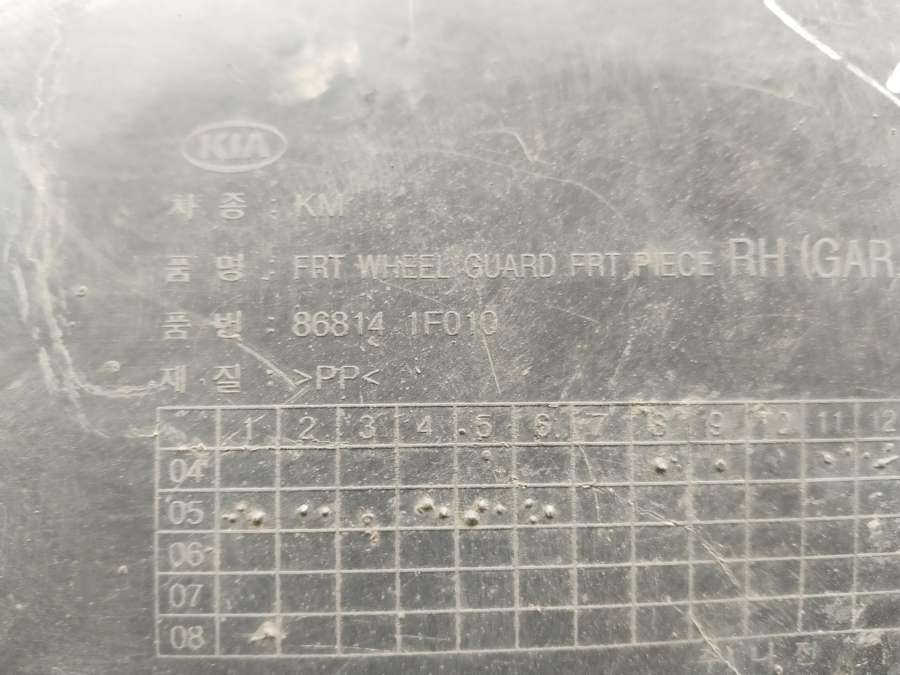 KIA
차 종 : KM
품 명 : FRT WHEEL GUARD FRT PIECE RH (GAR
품 번 : 86814 1F010
재 질 : >PP<
1 2 3 4 5 6 7 8 9 10 11 12
04
05
06
07
08